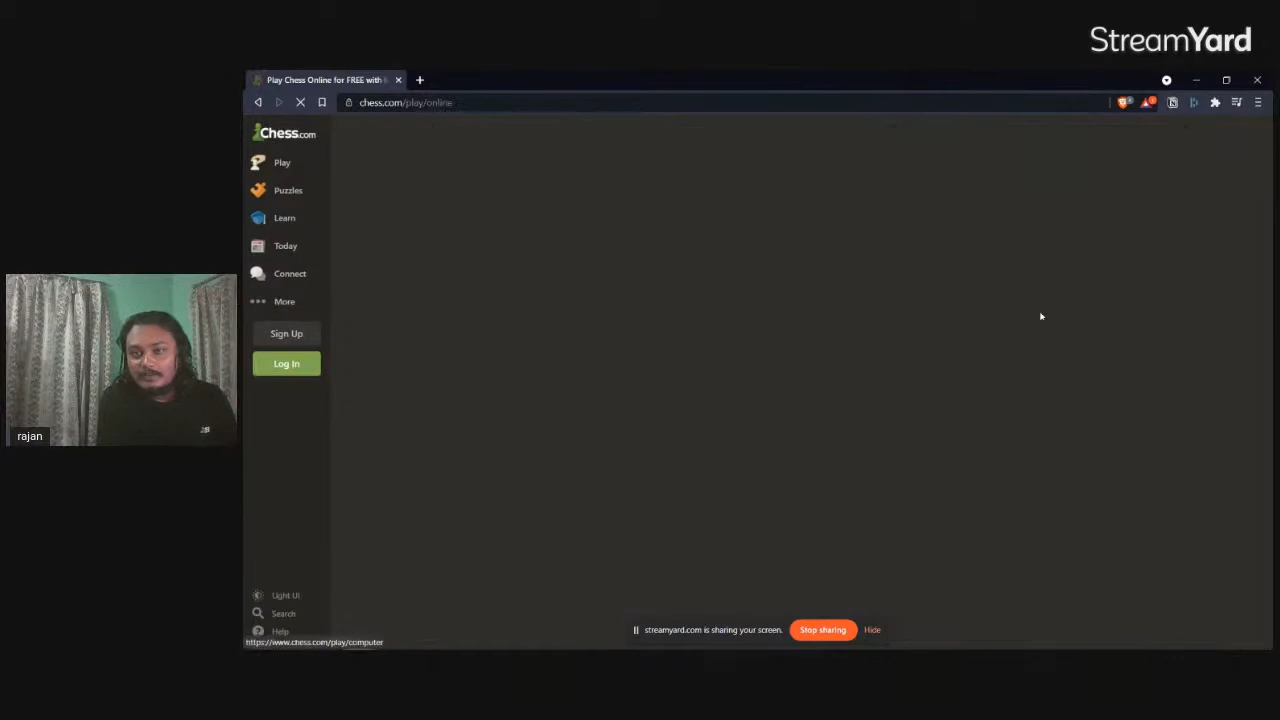 StreamYard
Play Chess Online for FREE with
chess.com/play/online
Chess.com
Play
Puzzles
Learn
Today
Connect
More
Sign Up
Log In
rajan
Light UI
Search
Help
https://www.chess.com/play/computer
streamyard.com is sharing your screen.
Stop sharing
Hide